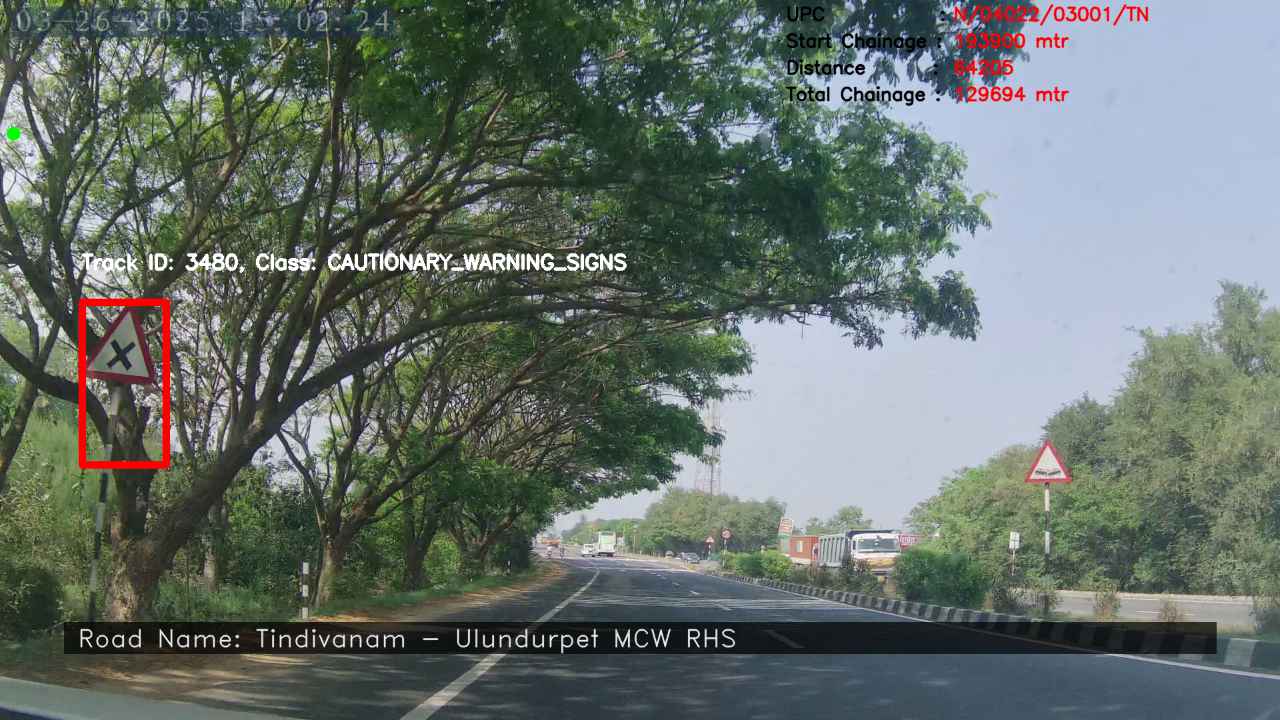 03-26-2025 15:02:24
UPC : N/04022/03001/TN
Start Chainage : 193900 mtr
Distance : 64205
Total Chainage : 129694 mtr
Track ID: 3480, Class: CAUTIONARY_WARNING_SIGNS
Road Name: Tindivanam - Ulundurpet MCW RHS